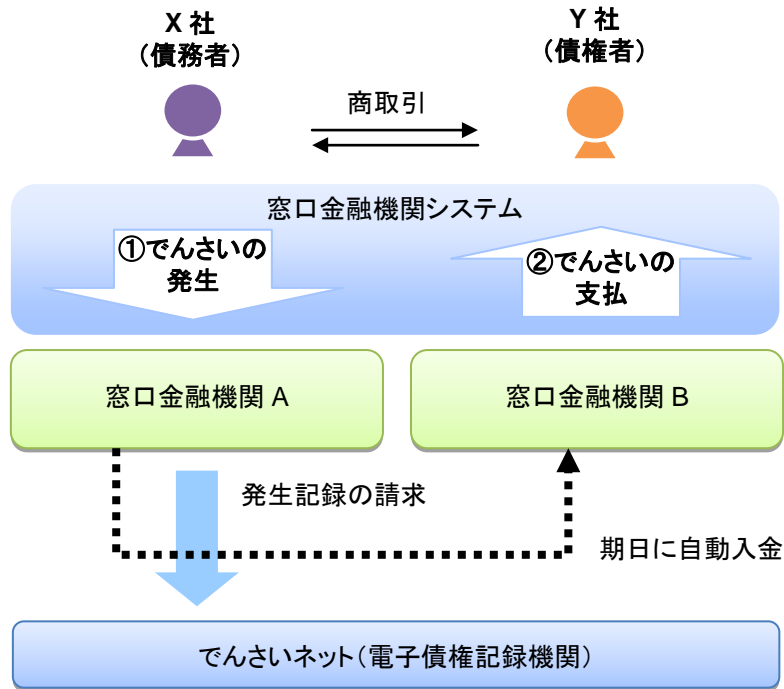 X 社
（債務者）
Y 社
（債権者）
商取引
窓口金融機関システム
①でんさいの
発生
②でんさいの
支払
窓口金融機関 A
窓口金融機関 B
発生記録の請求
期日に自動入金
でんさいネット（電子債権記録機関）